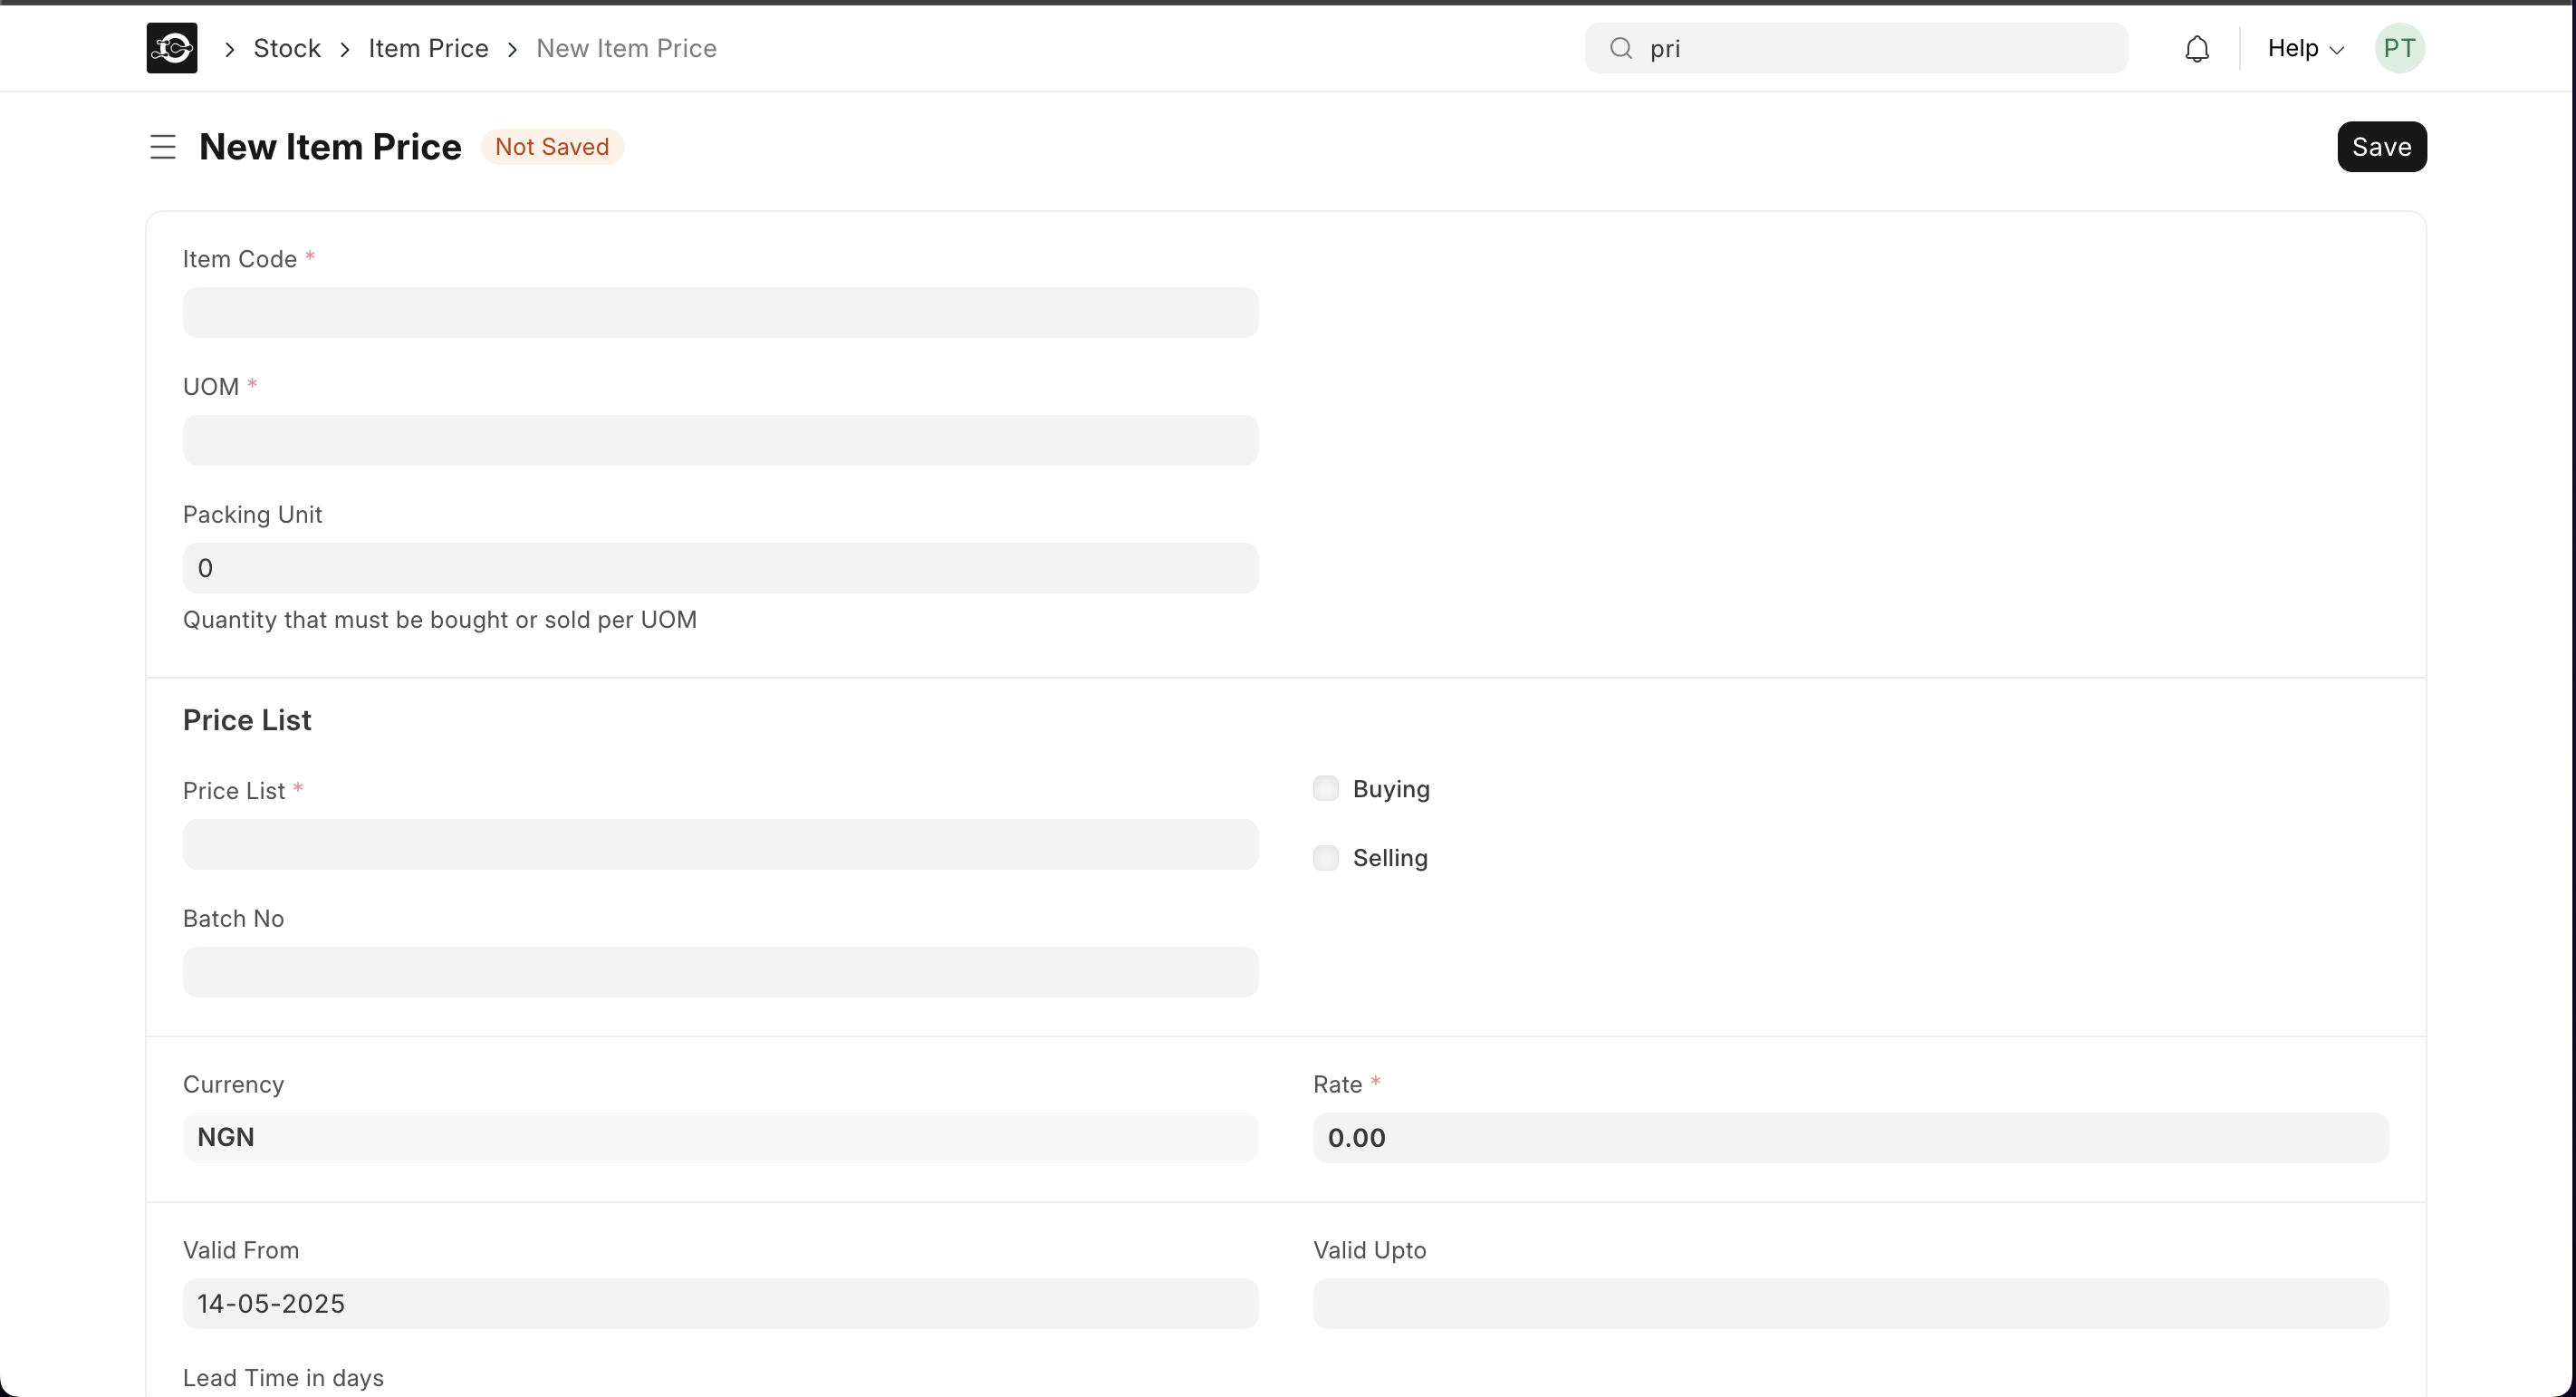 Stock > Item Price > New Item Price
pri
Help
PT
New Item Price
Not Saved
Save
Item Code *
UOM *
Packing Unit
0
Quantity that must be bought or sold per UOM
Price List
Price List *
Buying
Selling
Batch No
Currency
Rate *
NGN
0.00
Valid From
Valid Upto
14-05-2025
Lead Time in days